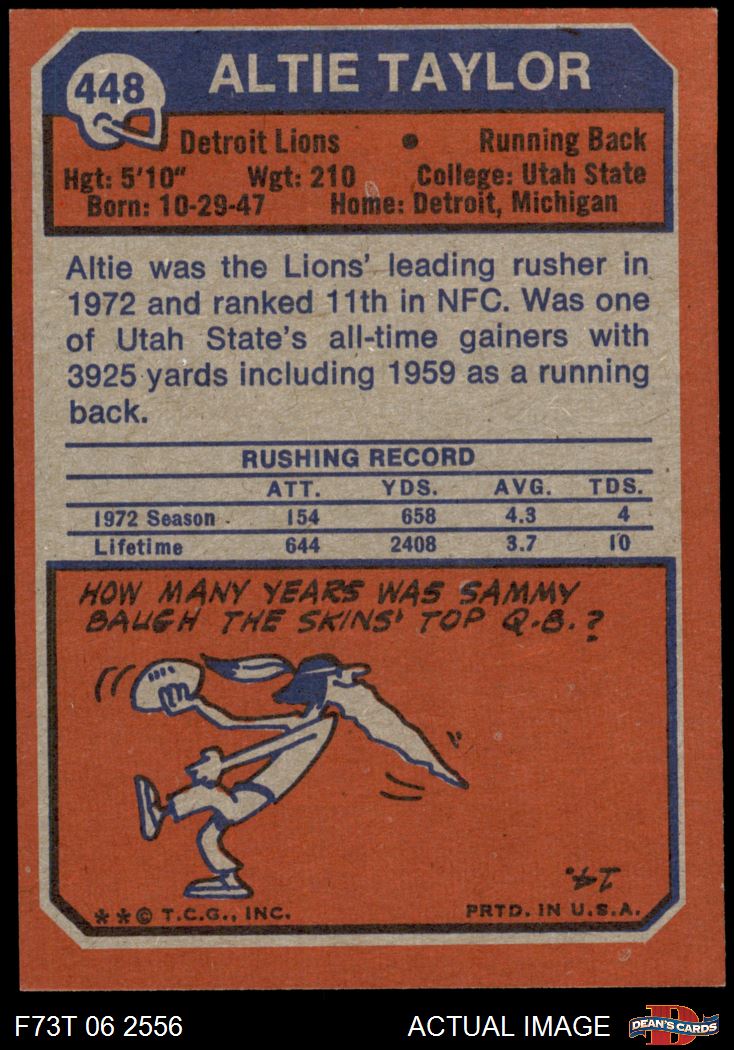 448
ALTIE TAYLOR
Detroit Lions • Running Back
Hgt: 5'10" Wgt: 210 College: Utah State
Born: 10-29-47 Home: Detroit, Michigan
Altie was the Lions' leading rusher in
1972 and ranked 11th in NFC. Was one
of Utah State's all-time gainers with
3925 yards including 1959 as a running
back.
RUSHING RECORD
ATT. YDS. AVG. TDS.
1972 Season 154 658 4.3 4
Lifetime 644 2408 3.7 10
HOW MANY YEARS WAS SAMMY
BAUGH THE SKINS' TOP Q.B.?
14.
**© T.C.G., INC. PRTD. IN U.S.A.
F73T 06 2556 ACTUAL IMAGE DEAN'S CARDS